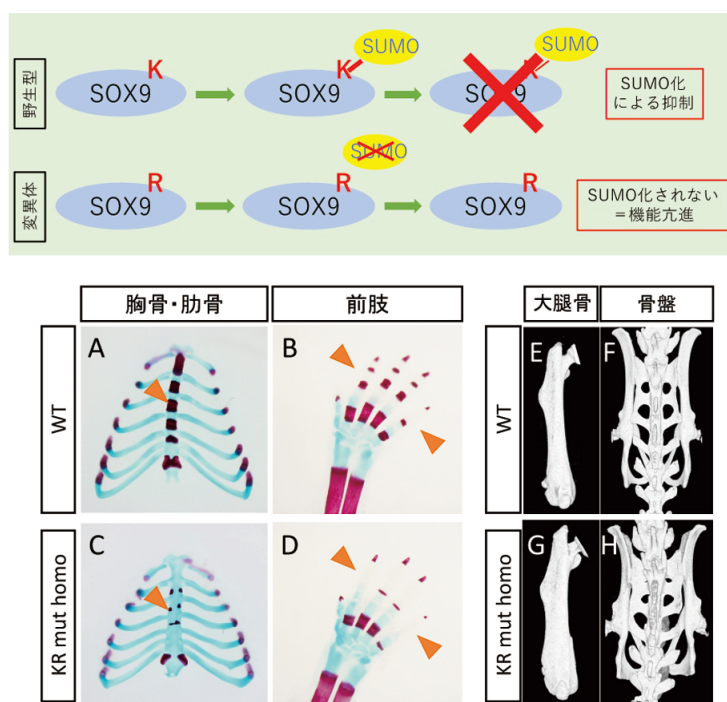 野生型
SOX9
K
SOX9
K
SUMO
SOX9
K
SUMO
SUMO化
による抑制
変異体
SOX9
R
SOX9
R
SUMO
SOX9
R
SUMO化されない
＝機能亢進
胸骨・肋骨
前肢
大腿骨
骨盤
WT
A
B
WT
E
F
KR mut homo
C
D
KR mut homo
G
H